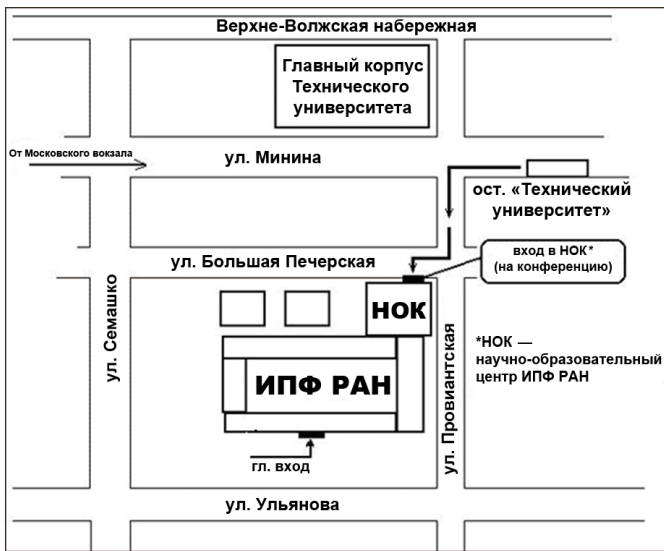 Верхне-Волжская набережная
Главный корпус
Технического
университета
От Московского вокзала
ул. Минина
ост. «Технический
университет»
ул. Большая Печерская
вход в НОК*
(на конференцию)
НОК
ул. Семашко
ул. Провиантская
*НОК —
научно-образовательный
центр ИПФ РАН
ИПФ РАН
гл. вход
ул. Ульянова